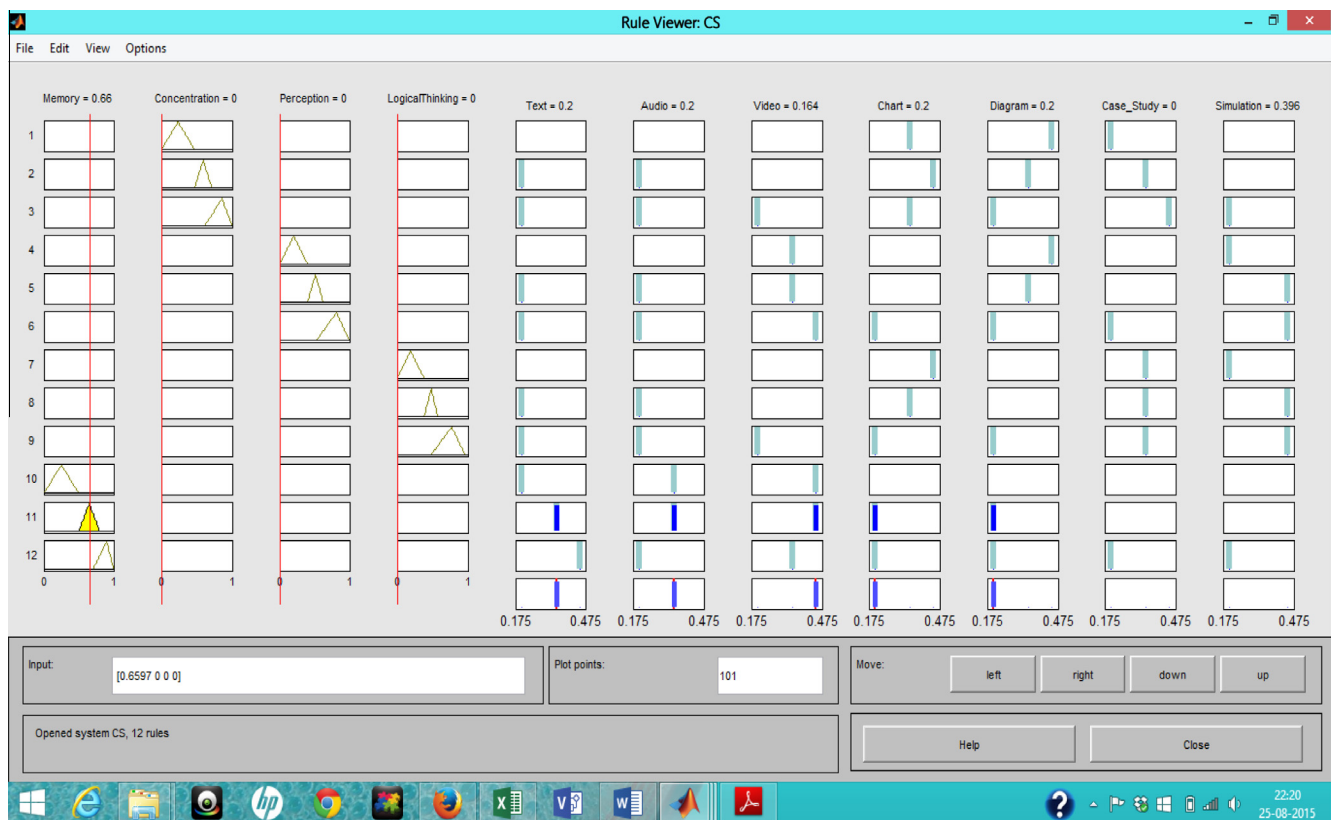 Rule Viewer: CS
File Edit View Options
Memory = 0.66 Concentration = 0 Perception = 0 LogicalThinking = 0 Text = 0.2 Audio = 0.2 Video = 0.164 Chart = 0.2 Diagram = 0.2 Case_Study = 0 Simulation = 0.396
1
2
3
4
5
6
7
8
9
10
11
12
0 1 0 1 0 1 0 1
0.175 0.475 0.175 0.475 0.175 0.475 0.175 0.475 0.175 0.475 0.175 0.475 0.175 0.475
Input: [0.6597 0 0 0] Plot points: 101 Move: left right down up
Opened system CS, 12 rules Help Close
22:20
25-08-2015